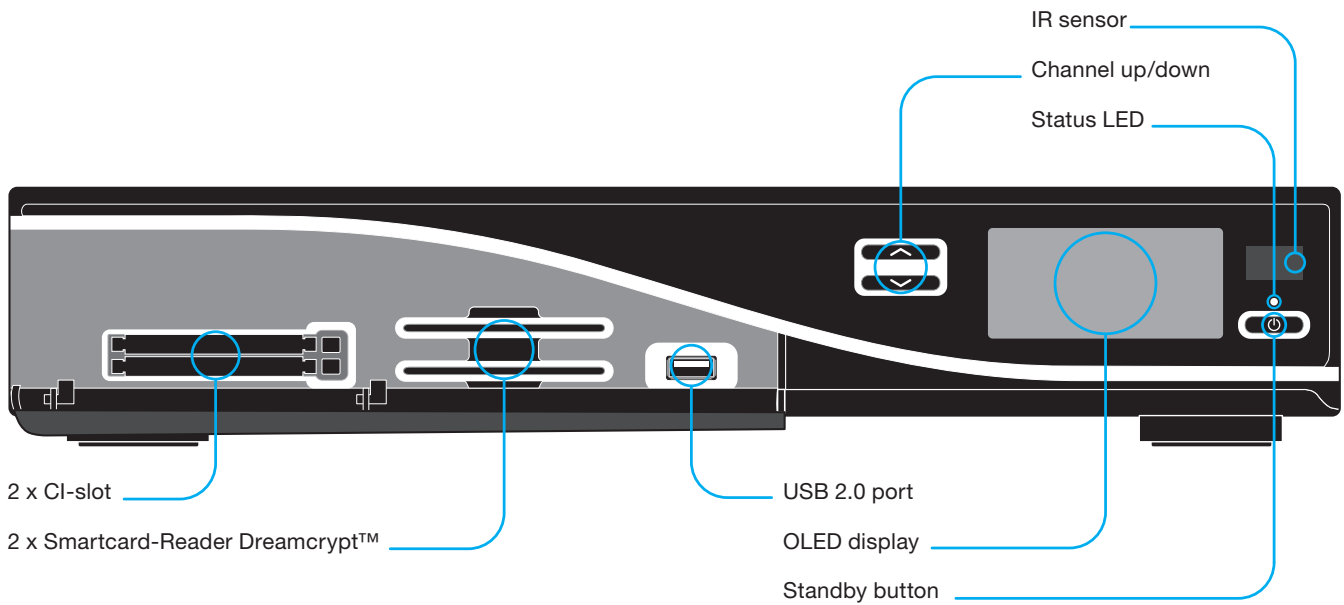 IR sensor
Channel up/down
Status LED
2 x CI-slot
2 x Smartcard-Reader Dreamcrypt™
USB 2.0 port
OLED display
Standby button